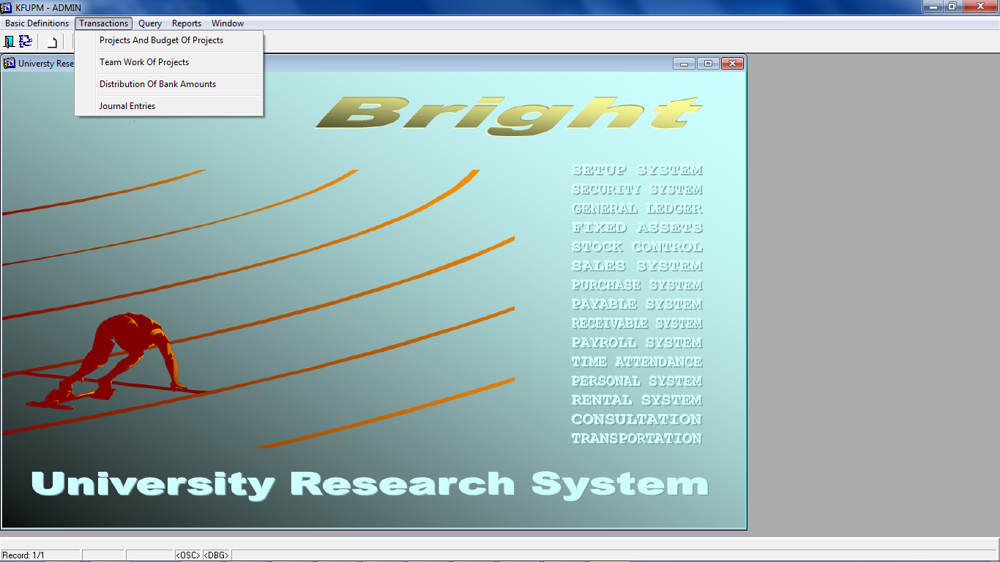 KFUPM - ADMIN
Basic Definitions Transactions Query Reports Window
Projects And Budget Of Projects
Team Work Of Projects
Distribution Of Bank Amounts
Journal Entries
Universty Rese
Bright
SETUP SYSTEM
SECURITY SYSTEM
GENERAL LEDGER
FIXED ASSETS
STOCK CONTROL
SALES SYSTEM
PURCHASE SYSTEM
PAYABLE SYSTEM
RECEIVABLE SYSTEM
PAYROLL SYSTEM
TIME ATTENDANCE
PERSONAL SYSTEM
RENTAL SYSTEM
CONSULTATION
TRANSPORTATION
University Research System
Record: 1/1 <OSC> <DBG>